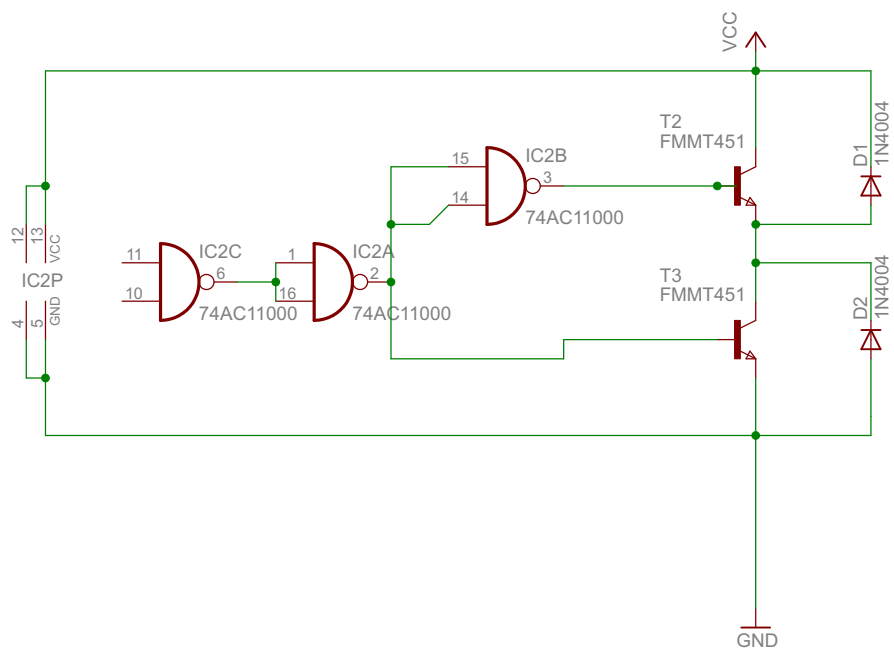 VCC
T2
FMMT451
D1
1N4004
15
IC2B
3
14
74AC11000
12
13
VCC
11
IC2C
6
1
IC2A
2
IC2P
10
16
74AC11000
74AC11000
T3
FMMT451
D2
1N4004
4
5
GND
GND